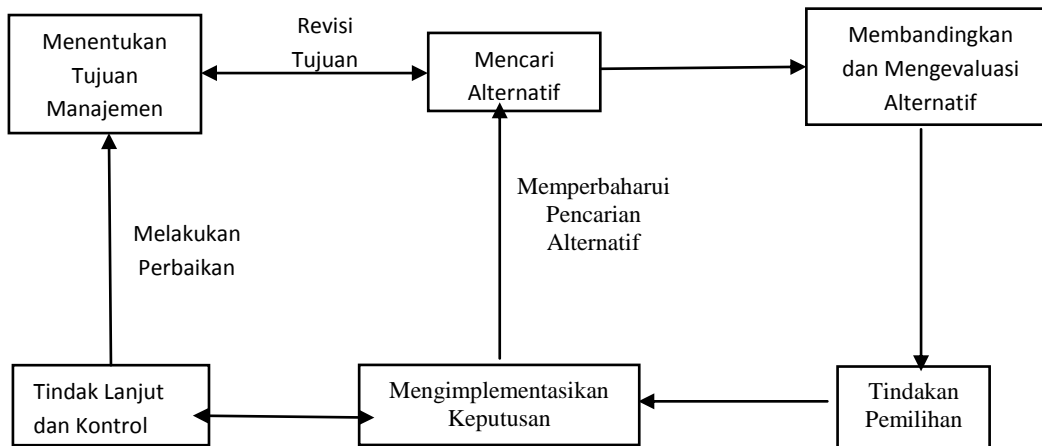 Menentukan
Tujuan
Manajemen
Revisi
Tujuan
Mencari
Alternatif
Membandingkan
dan Mengevaluasi
Alternatif
Melakukan
Perbaikan
Memperbaharui
Pencarian
Alternatif
Tindak Lanjut
dan Kontrol
Mengimplementasikan
Keputusan
Tindakan
Pemilihan